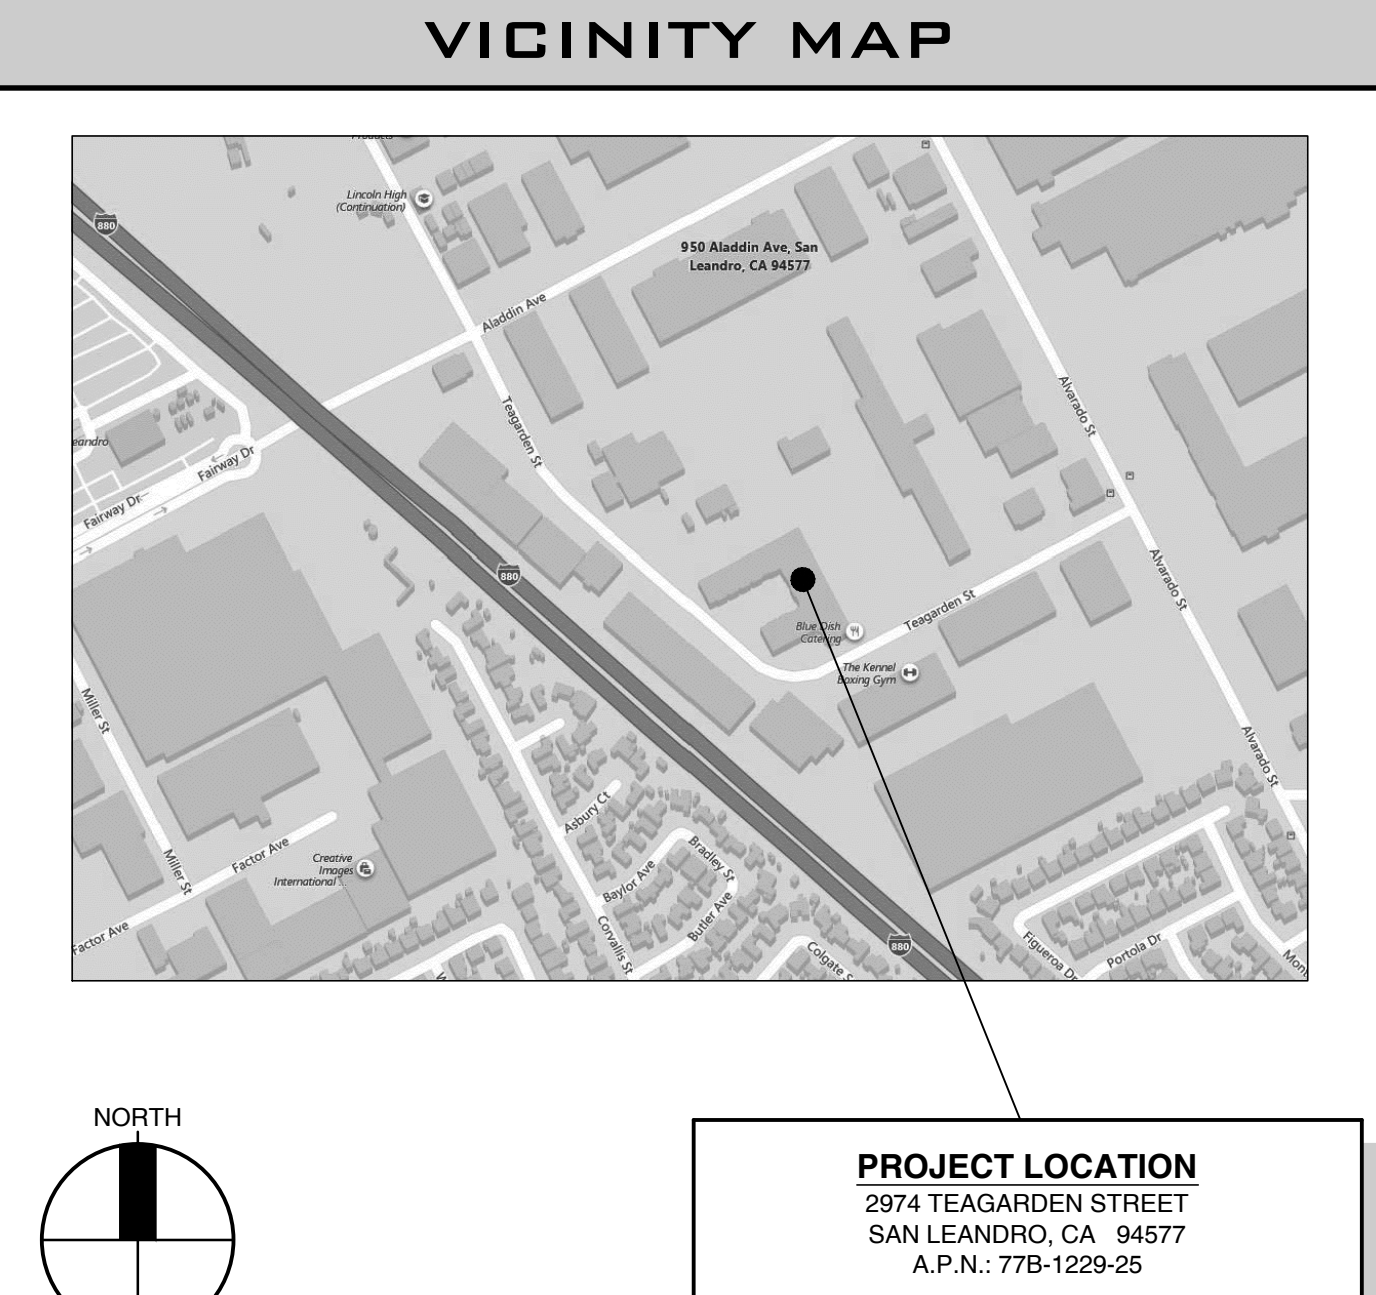 VICINITY MAP
Products
Lincoln High
(Continuation)
880
950 Aladdin Ave, San
Leandro, CA 94577
Aladdin Ave
Teagarden St
Alvarado St
eandro
Fairway Dr
Fairway Dr
880
Alvarado St
Teagarden St
Blue Dish
Catering
The Kennel
Boxing Gym
Miller St
Alvarado St
Asbury Ct
Factor Ave
Miller St
Creative
Images
International ...
Bradley St
Baylor Ave
Butler Ave
Factor Ave
Corvallis St
880
Colgate S
Figueroa Dr
Portola Dr
Mont
NORTH
PROJECT LOCATION
2974 TEAGARDEN STREET
SAN LEANDRO, CA 94577
A.P.N.: 77B-1229-25